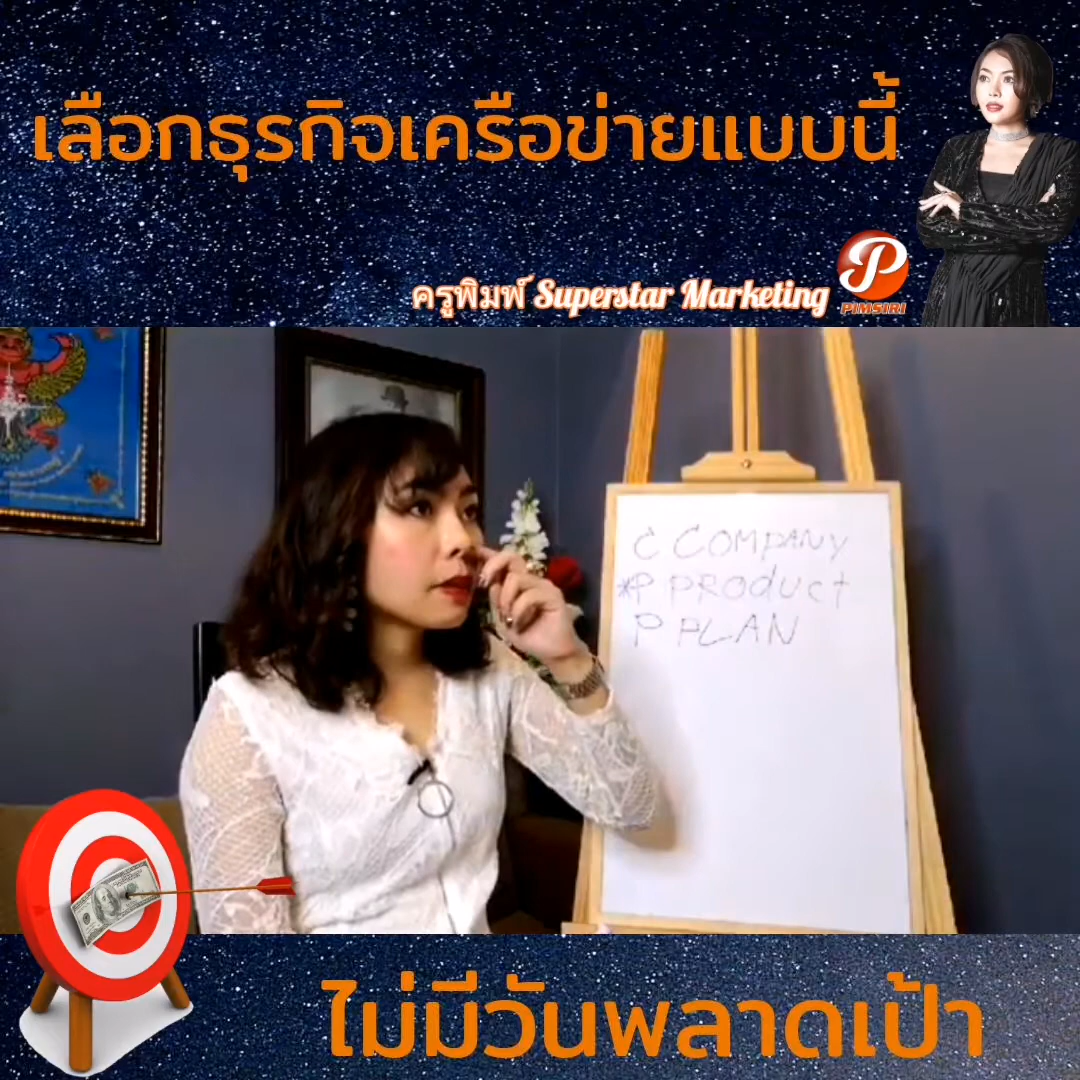 เลือกธุรกิจเครือข่ายแบบนี้
ครูพิมพ์ Superstar Marketing
P
PIMSIRI
C COMPANY
*P PRODUCT
P PLAN
ไม่มีวันพลาดเป้า